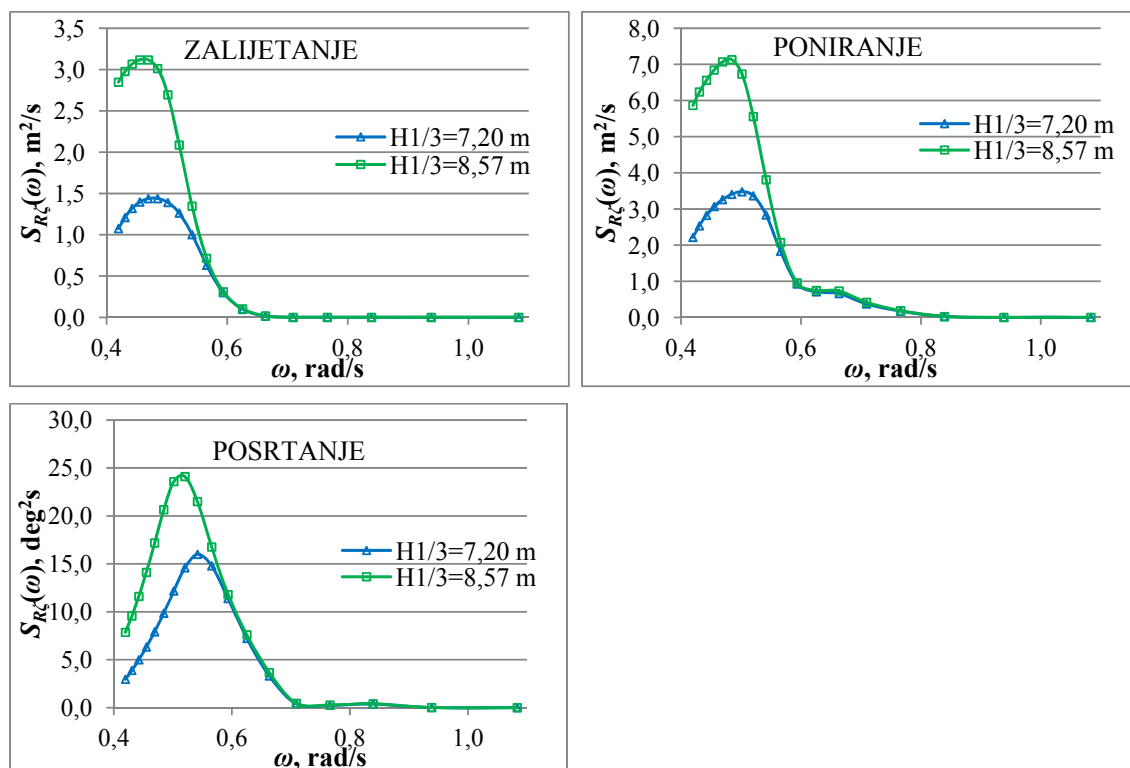 ZALIJETANJE
S_Rζ(ω), m²/s
3,5
3,0
2,5
2,0
1,5
1,0
0,5
0,0
H1/3=7,20 m
H1/3=8,57 m
0,4 0,6 0,8 1,0
ω, rad/s
PONIRANJE
S_Rζ(ω), m²/s
8,0
7,0
6,0
5,0
4,0
3,0
2,0
1,0
0,0
H1/3=7,20 m
H1/3=8,57 m
0,4 0,6 0,8 1,0
ω, rad/s
POSRTANJE
S_Rζ(ω), deg²s
30,0
25,0
20,0
15,0
10,0
5,0
0,0
H1/3=7,20 m
H1/3=8,57 m
0,4 0,6 0,8 1,0
ω, rad/s